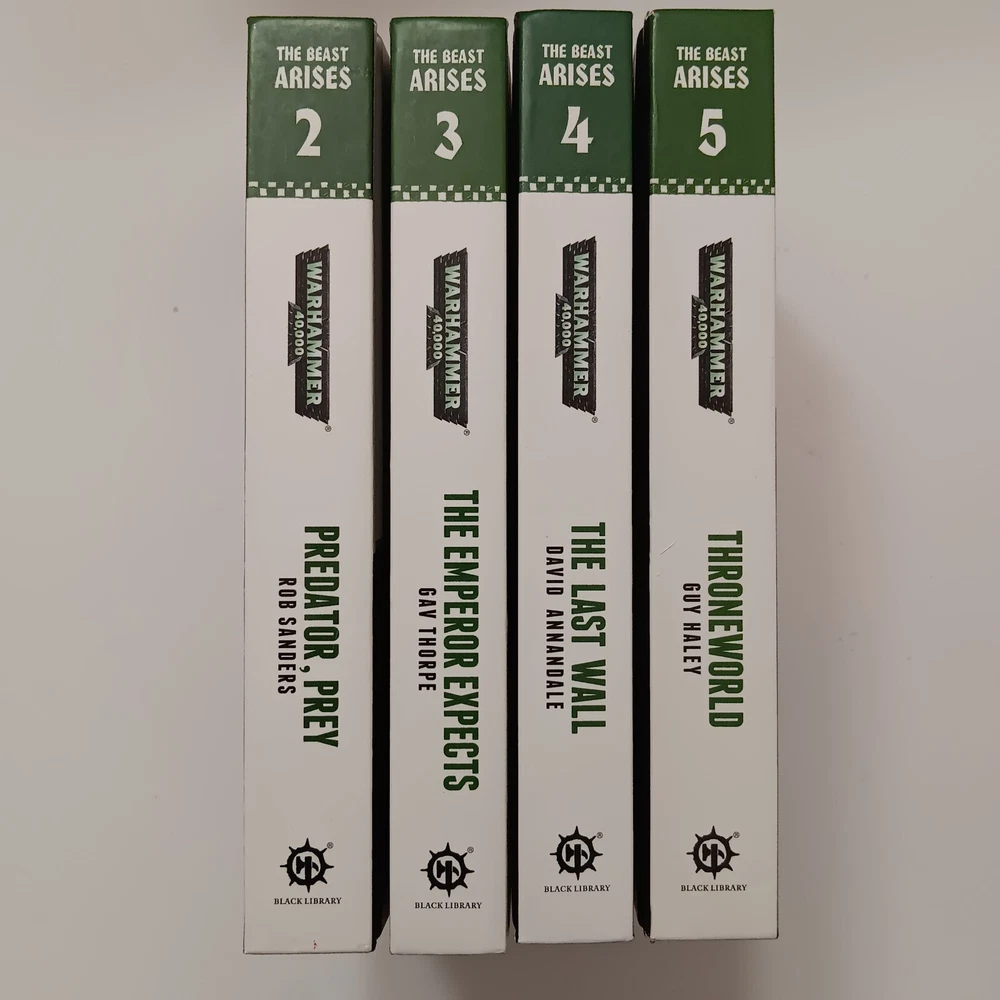 THE BEAST
ARISES
2
WARHAMMER
40,000
®
PREDATOR, PREY
ROB SANDERS
®
BLACK LIBRARY
THE BEAST
ARISES
3
WARHAMMER
40,000
®
THE EMPEROR EXPECTS
GAV THORPE
®
BLACK LIBRARY
THE BEAST
ARISES
4
WARHAMMER
40,000
®
THE LAST WALL
DAVID ANNANDALE
®
BLACK LIBRARY
THE BEAST
ARISES
5
WARHAMMER
40,000
®
THRONEWORLD
GUY HALEY
®
BLACK LIBRARY